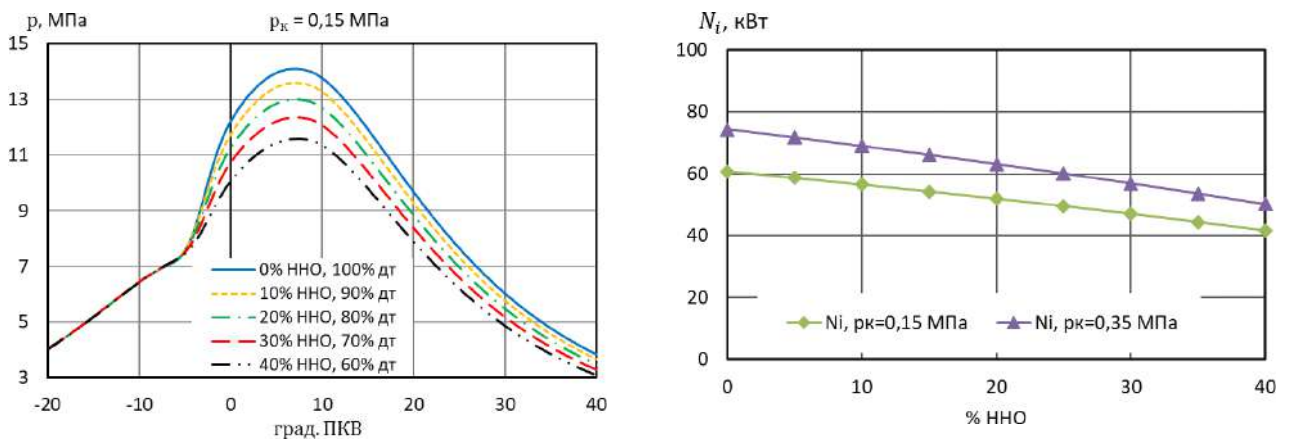 p, МПа
pк = 0,15 МПа
15
13
11
9
7
5
3
0% ННО, 100% дт
10% ННО, 90% дт
20% ННО, 80% дт
30% ННО, 70% дт
40% ННО, 60% дт
-20 -10 0 10 20 30 40
град. ПКВ
Ni, кВт
100
80
60
40
20
0
Ni, рк=0,15 МПа Ni, рк=0,35 МПа
0 10 20 30 40
% ННО